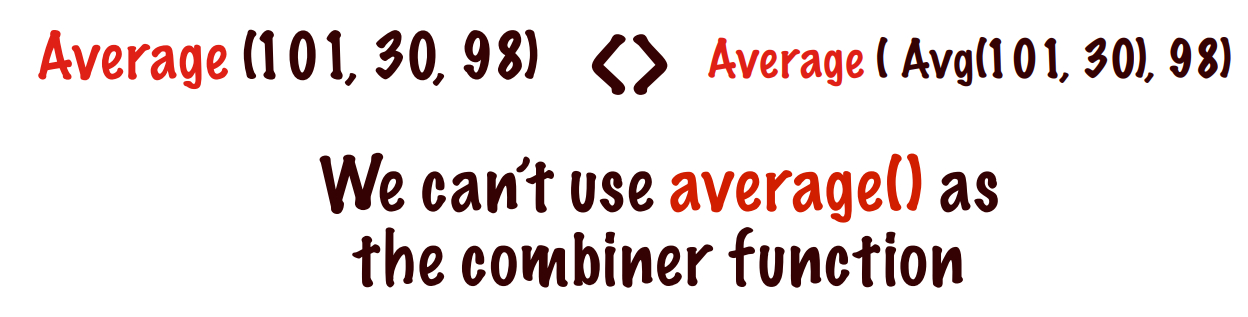 Average (101, 30, 98) <> Average ( Avg(101, 30), 98)
We can't use average() as
the combiner function